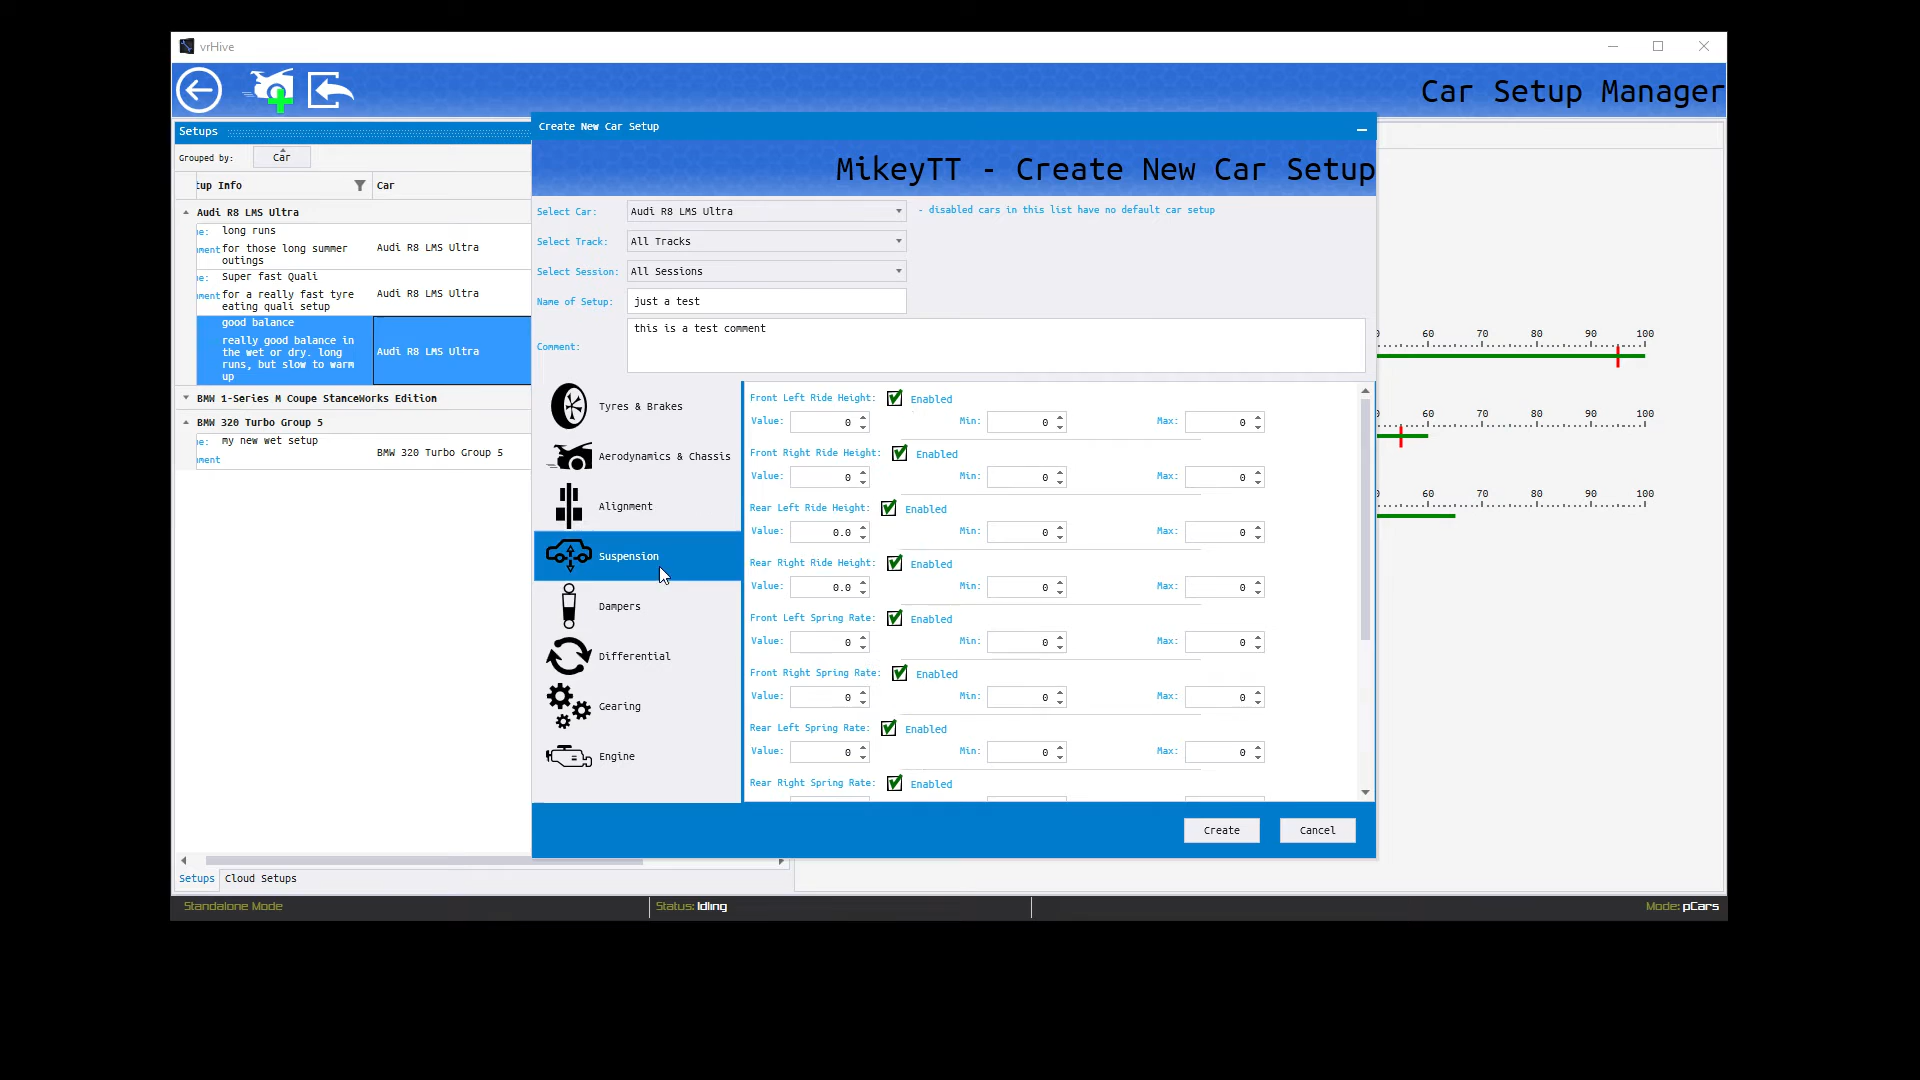 vrHive
Car Setup Manager
Setups
Grouped by: Car
tup Info Car
Audi R8 LMS Ultra
e: long runs
ment for those long summer
outings
Audi R8 LMS Ultra
e: Super fast Quali
ment for a really fast tyre
eating quali setup
Audi R8 LMS Ultra
good balance
really good balance in
the wet or dry. long
runs, but slow to warm
up
Audi R8 LMS Ultra
BMW 1-Series M Coupe StanceWorks Edition
BMW 320 Turbo Group 5
e: my new wet setup
ment
BMW 320 Turbo Group 5
Setups Cloud Setups
Create New Car Setup
MikeyTT - Create New Car Setup
Select Car: Audi R8 LMS Ultra - disabled cars in this list have no default car setup
Select Track: All Tracks
Select Session: All Sessions
Name of Setup: just a test
Comment: this is a test comment
Tyres & Brakes
Aerodynamics & Chassis
Alignment
Suspension
Dampers
Differential
Gearing
Engine
Front Left Ride Height: Enabled
Value: 0 Min: 0 Max: 0
Front Right Ride Height: Enabled
Value: 0 Min: 0 Max: 0
Rear Left Ride Height: Enabled
Value: 0.0 Min: 0 Max: 0
Rear Right Ride Height: Enabled
Value: 0.0 Min: 0 Max: 0
Front Left Spring Rate: Enabled
Value: 0 Min: 0 Max: 0
Front Right Spring Rate: Enabled
Value: 0 Min: 0 Max: 0
Rear Left Spring Rate: Enabled
Value: 0 Min: 0 Max: 0
Rear Right Spring Rate: Enabled
Create Cancel
60 70 80 90 100
60 70 80 90 100
60 70 80 90 100
Standalone Mode Status: Idling Mode: pCars